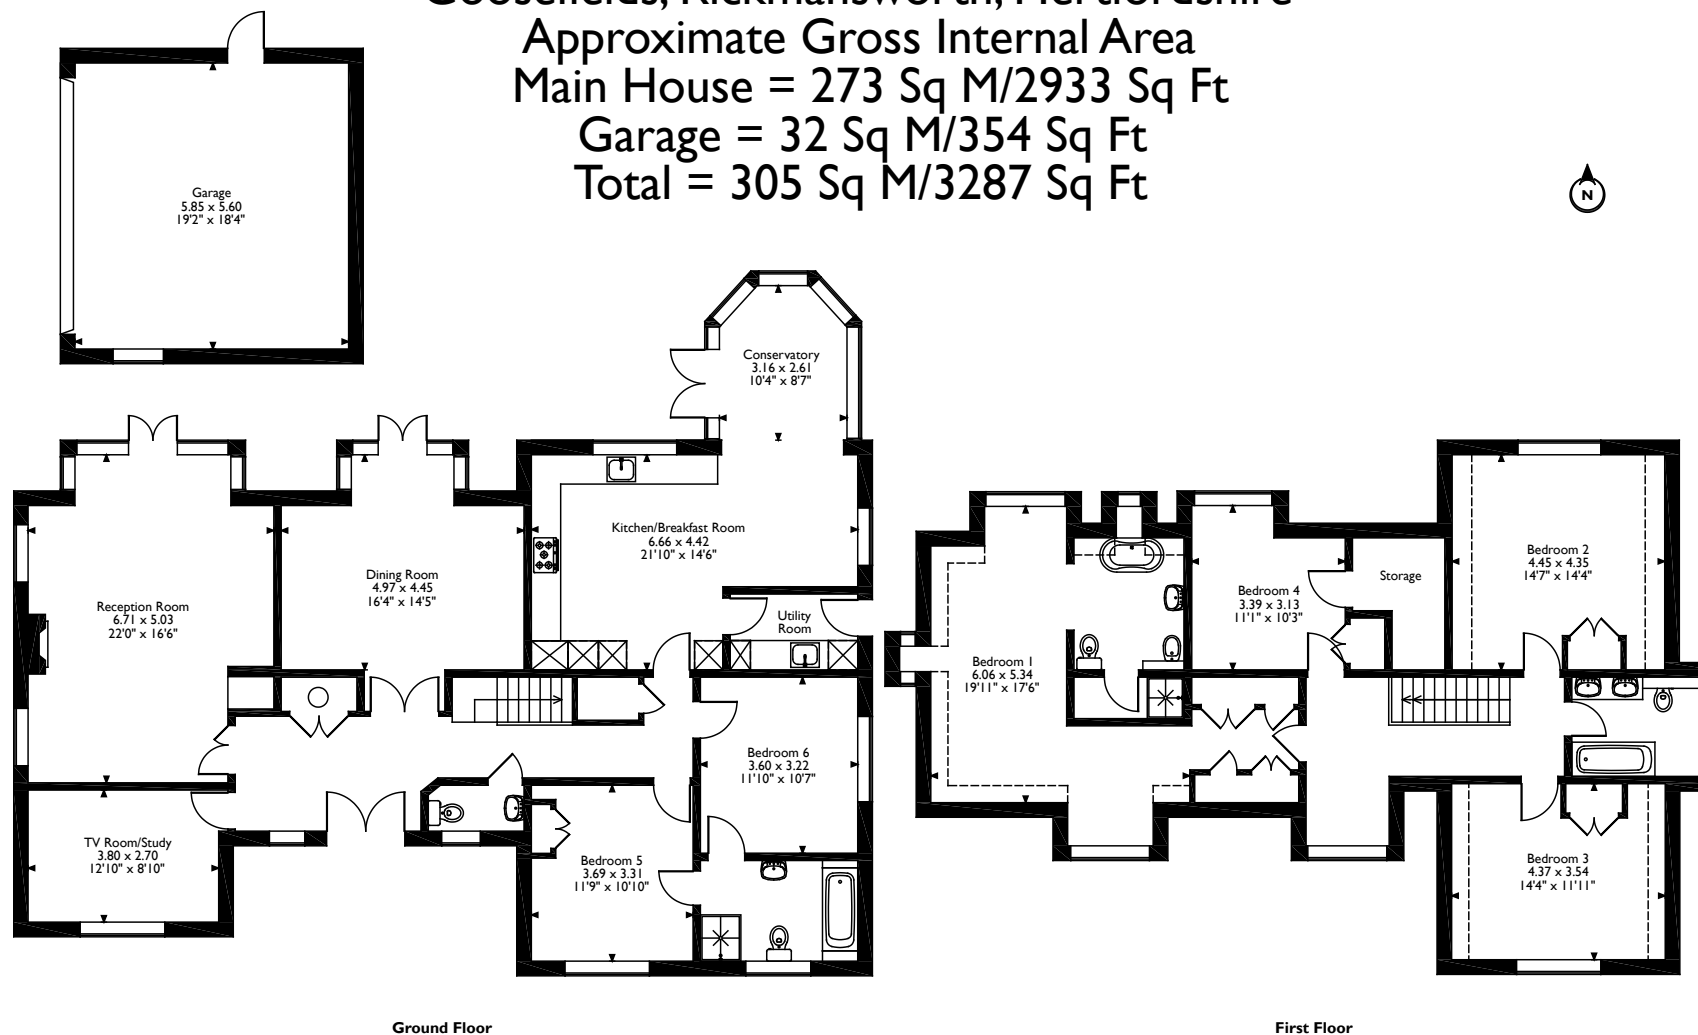 Goosefields, Rickmansworth, Hertfordshire
Approximate Gross Internal Area
Main House = 273 Sq M/2933 Sq Ft
Garage = 32 Sq M/354 Sq Ft
Total = 305 Sq M/3287 Sq Ft
N
Garage
5.85 x 5.60
19'2" x 18'4"
Conservatory
3.16 x 2.61
10'4" x 8'7"
Kitchen/Breakfast Room
6.66 x 4.42
21'10" x 14'6"
Dining Room
4.97 x 4.45
16'4" x 14'5"
Reception Room
6.71 x 5.03
22'0" x 16'6"
Utility
Room
Bedroom 6
3.60 x 3.22
11'10" x 10'7"
TV Room/Study
3.80 x 2.70
12'10" x 8'10"
Bedroom 5
3.69 x 3.31
11'9" x 10'10"
Ground Floor
Bedroom 2
4.45 x 4.35
14'7" x 14'4"
Storage
Bedroom 4
3.39 x 3.13
11'1" x 10'3"
Bedroom 1
6.06 x 5.34
19'11" x 17'6"
Bedroom 3
4.37 x 3.54
14'4" x 11'11"
First Floor